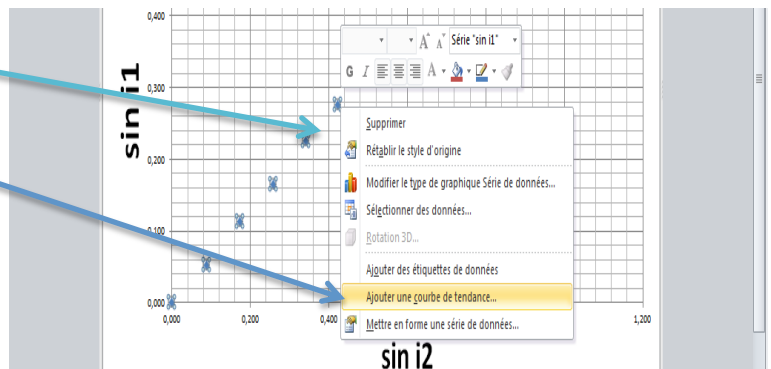 0,400
Série "sin i1"
G I A
0,300
sin i1
Supprimer
Rétablir le style d'origine
0,200
Modifier le type de graphique Série de données...
Sélectionner des données...
0,100
Rotation 3D...
Ajouter des étiquettes de données
Ajouter une courbe de tendance...
0,000
Mettre en forme une série de données...
0,000 0,200 0,400 1,200
sin i2